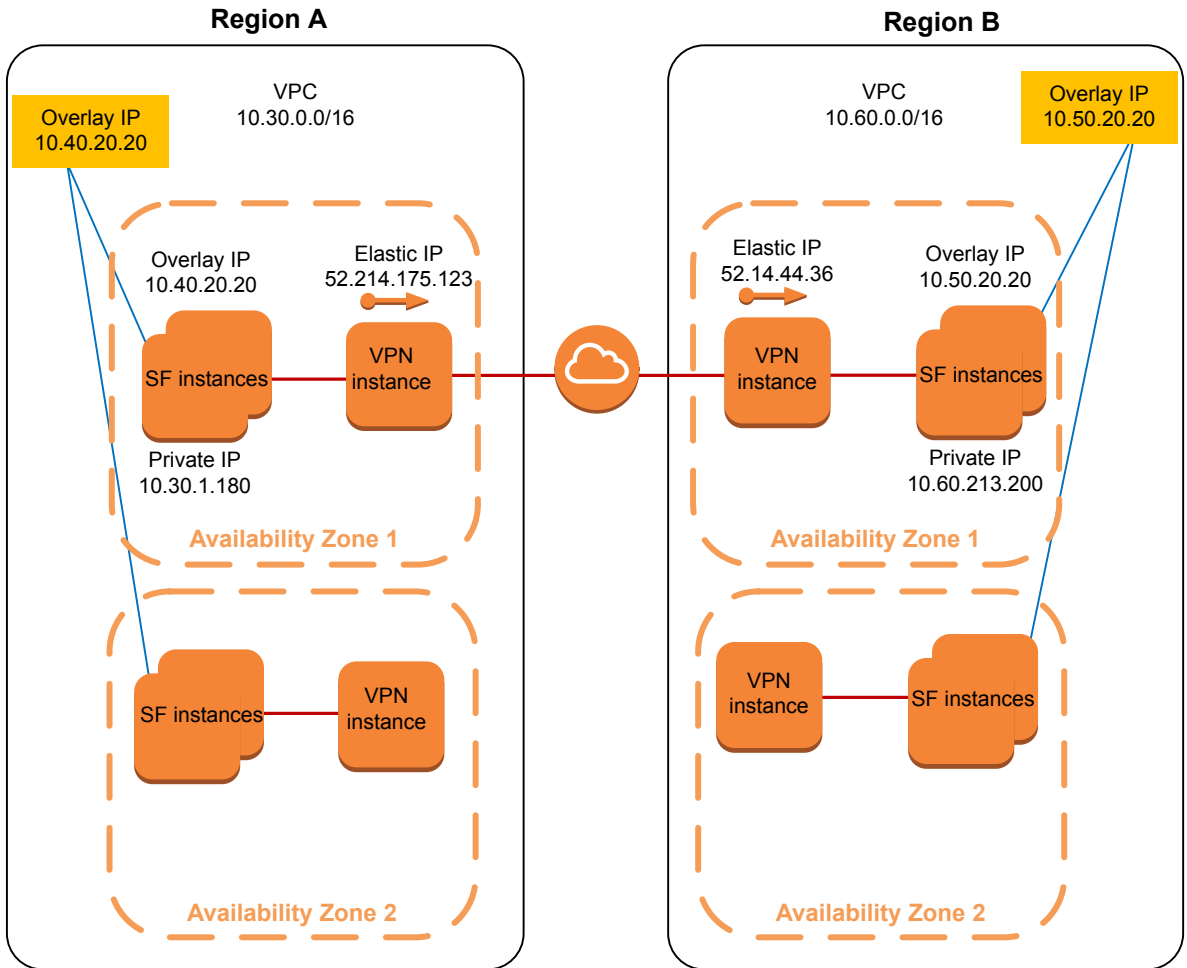 Region A
Region B
VPC
10.30.0.0/16
Overlay IP
10.40.20.20
Overlay IP
10.40.20.20
Elastic IP
52.214.175.123
SF instances
VPN
instance
Private IP
10.30.1.180
Availability Zone 1
SF instances
VPN
instance
Availability Zone 2
VPC
10.60.0.0/16
Overlay IP
10.50.20.20
Elastic IP
52.14.44.36
Overlay IP
10.50.20.20
VPN
instance
SF instances
Private IP
10.60.213.200
Availability Zone 1
VPN
instance
SF instances
Availability Zone 2